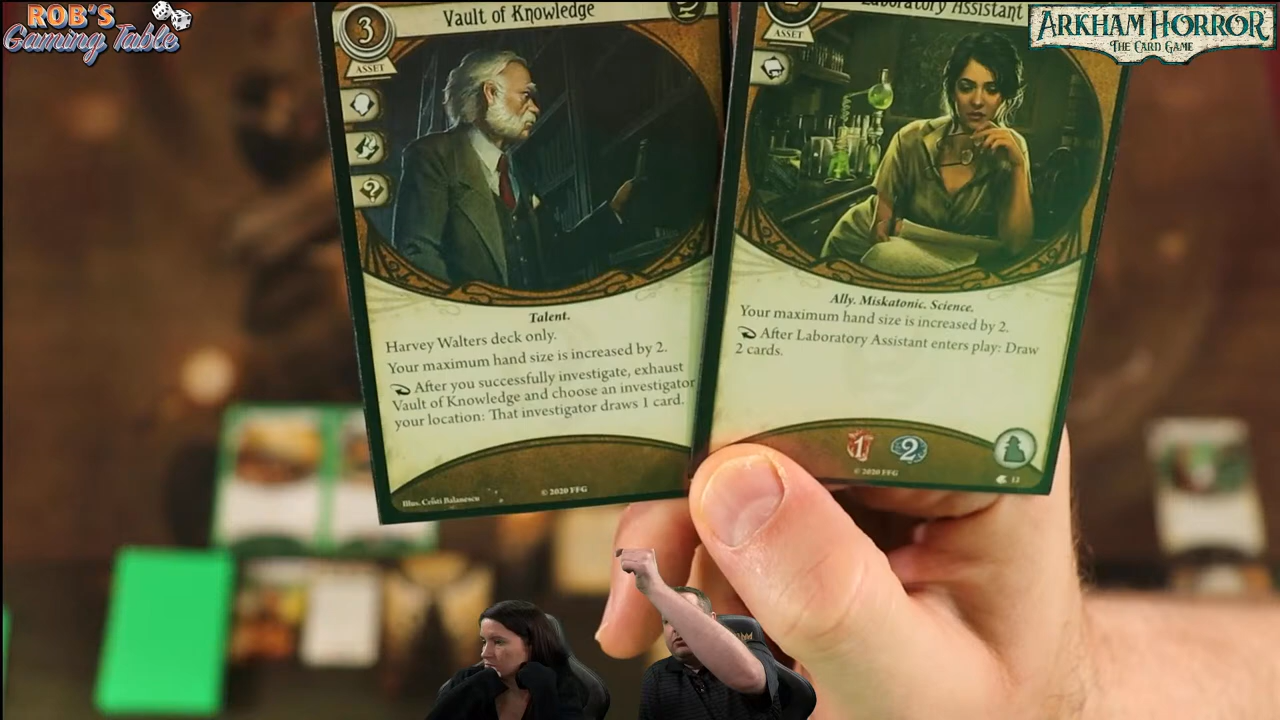 ROB'S
Gaming Table
ARKHAM HORROR
THE CARD GAME
3
Vault of Knowledge
ASSET
Talent.
Harvey Walters deck only.
Your maximum hand size is increased by 2.
After you successfully investigate, exhaust
Vault of Knowledge and choose an investigator
your location: That investigator draws 1 card.
Illus. Cristi Balanescu
© 2020 FFG
Laboratory Assistant
ASSET
Ally. Miskatonic. Science.
Your maximum hand size is increased by 2.
After Laboratory Assistant enters play: Draw
2 cards.
1
2
© 2020 FFG